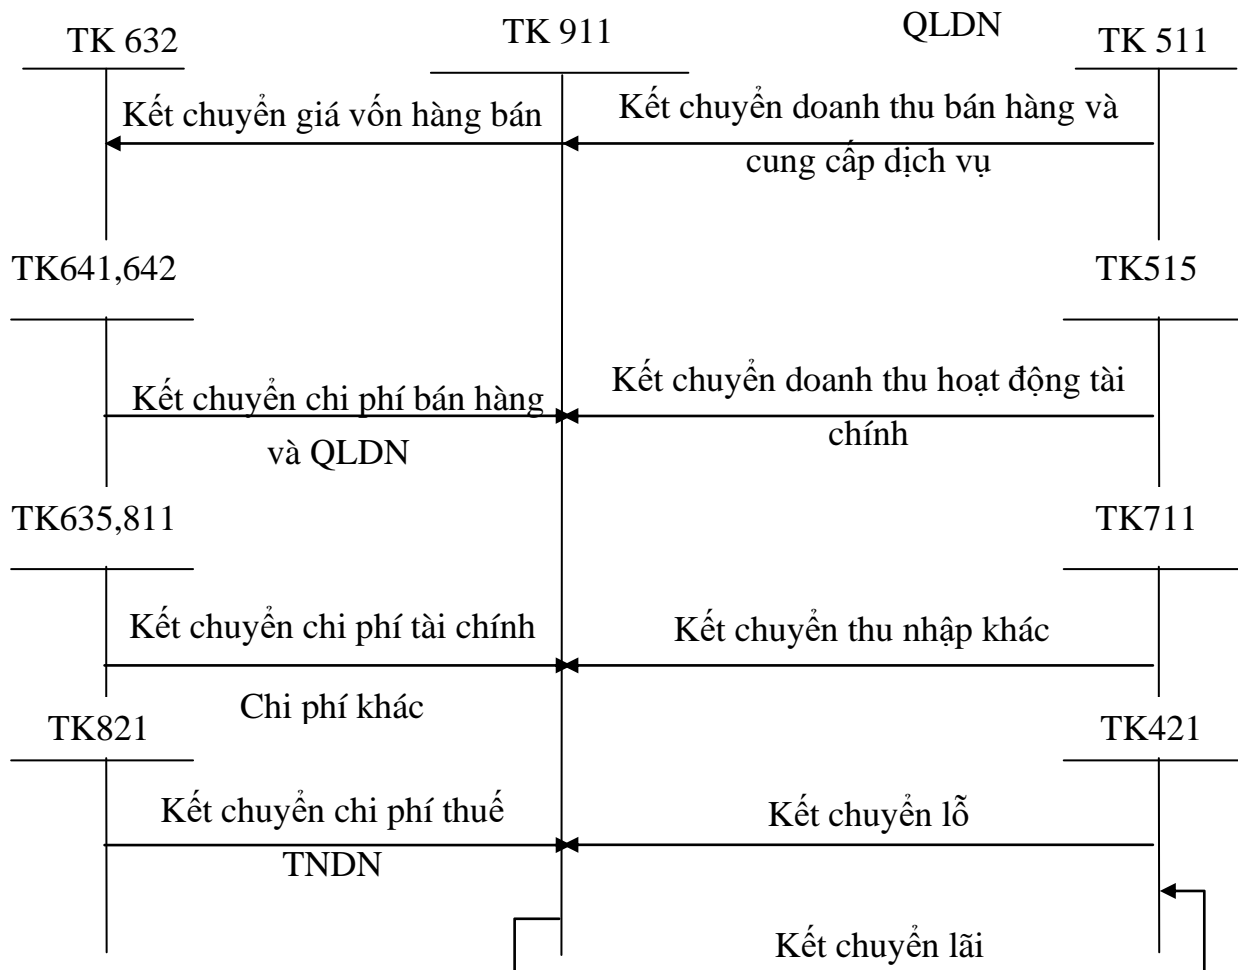 QLDN
TK 632
TK 911
TK 511
Kết chuyển giá vốn hàng bán
Kết chuyển doanh thu bán hàng và
cung cấp dịch vụ
TK641,642
TK515
Kết chuyển chi phí bán hàng
và QLDN
Kết chuyển doanh thu hoạt động tài
chính
TK635,811
TK711
Kết chuyển chi phí tài chính
Chi phí khác
Kết chuyển thu nhập khác
TK821
TK421
Kết chuyển chi phí thuế
TNDN
Kết chuyển lỗ
Kết chuyển lãi